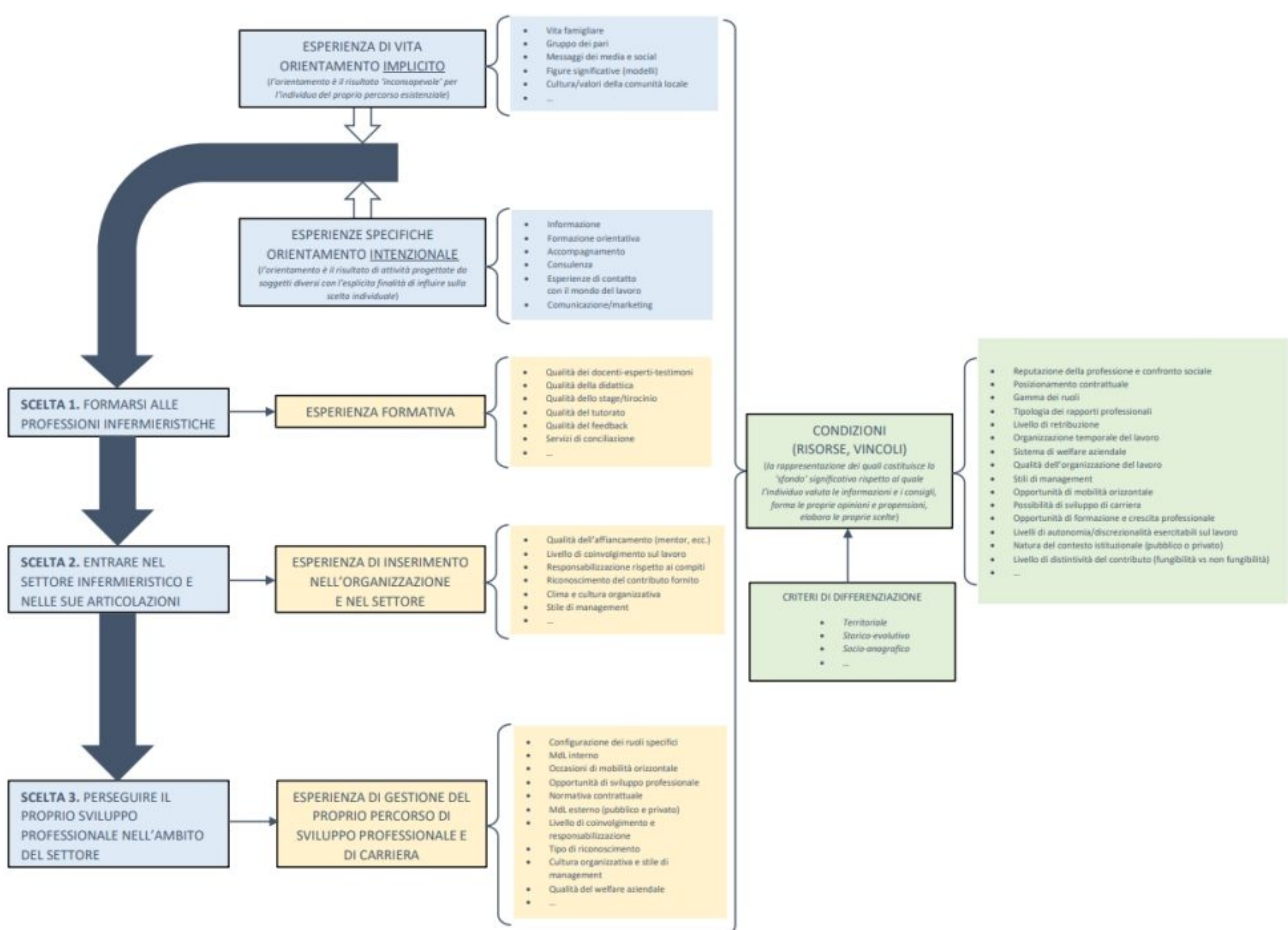 ESPERIENZA DI VITA
ORIENTAMENTO IMPLICITO
(l'orientamento è il risultato 'inconsapevole' per
l'individuo del proprio percorso esistenziale)
• Vita famigliare
• Gruppo dei pari
• Messaggi dei media e social
• Figure significative (modelli)
• Cultura/valori della comunità locale
• ...
ESPERIENZE SPECIFICHE
ORIENTAMENTO INTENZIONALE
(l'orientamento è il risultato di attività progettate da
soggetti diversi con l'esplicita finalità di influire sulla
scelta individuale)
• Informazione
• Formazione orientativa
• Accompagnamento
• Consulenza
• Esperienze di contatto
con il mondo del lavoro
• Comunicazione/marketing
SCELTA 1. FORMARSI ALLE
PROFESSIONI INFERMIERISTICHE
ESPERIENZA FORMATIVA
• Qualità dei docenti-esperti-testimoni
• Qualità della didattica
• Qualità dello stage/tirocinio
• Qualità del tutorato
• Qualità del feedback
• Servizi di conciliazione
• ...
SCELTA 2. ENTRARE NEL
SETTORE INFERMIERISTICO E
NELLE SUE ARTICOLAZIONI
ESPERIENZA DI INSERIMENTO
NELL'ORGANIZZAZIONE
E NEL SETTORE
• Qualità dell'affiancamento (mentor, ecc.)
• Livello di coinvolgimento sul lavoro
• Responsabilizzazione rispetto ai compiti
• Riconoscimento del contributo fornito
• Clima e cultura organizzativa
• Stile di management
• ...
SCELTA 3. PERSEGUIRE IL
PROPRIO SVILUPPO
PROFESSIONALE NELL'AMBITO
DEL SETTORE
ESPERIENZA DI GESTIONE DEL
PROPRIO PERCORSO DI
SVILUPPO PROFESSIONALE E
DI CARRIERA
• Configurazione dei ruoli specifici
• MdL interno
• Occasioni di mobilità orizzontale
• Opportunità di sviluppo professionale
• Normativa contrattuale
• MdL esterno (pubblico e privato)
• Livello di coinvolgimento e
responsabilizzazione
• Tipo di riconoscimento
• Cultura organizzativa e stile di
management
• Qualità del welfare aziendale
• ...
CONDIZIONI
(RISORSE, VINCOLI)
(la rappresentazione dei quali costituisce lo
'sfondo' significativo rispetto al quale
l'individuo valuta le informazioni e i consigli,
forma le proprie opinioni e propensioni,
elabora le proprie scelte)
CRITERI DI DIFFERENZIAZIONE
• Territoriale
• Storico-evolutivo
• Socio-anagrafico
• ...
• Reputazione della professione e confronto sociale
• Posizionamento contrattuale
• Gamma dei ruoli
• Tipologia dei rapporti professionali
• Livello di retribuzione
• Organizzazione temporale del lavoro
• Sistema di welfare aziendale
• Qualità dell'organizzazione del lavoro
• Stili di management
• Opportunità di mobilità orizzontale
• Possibilità di sviluppo di carriera
• Opportunità di formazione e crescita professionale
• Livelli di autonomia/discrezionalità esercitabili sul lavoro
• Natura del contesto istituzionale (pubblico o privato)
• Livello di distintività del contributo (fungibilità vs non fungibilità)
• ...